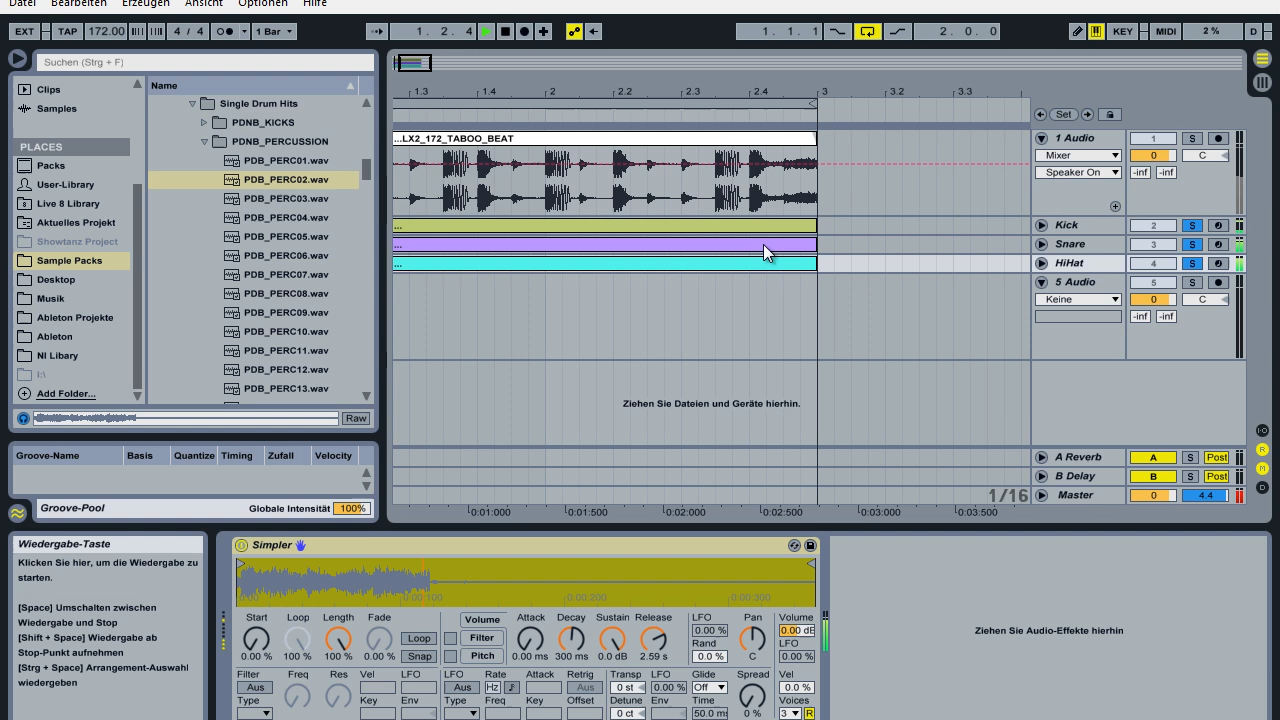 Datei Bearbeiten Erzeugen Ansicht Optionen Hilfe
EXT TAP 172.00 4 / 4 1 Bar 1. 2. 4 1. 1. 1 2. 0. 0 KEY MIDI 2 % D
Suchen (Strg + F)
Clips
Samples
PLACES
Packs
User-Library
Live 8 Library
Aktuelles Projekt
Showtanz Project
Sample Packs
Desktop
Musik
Ableton Projekte
Ableton
NI Libary
I:\
Add Folder...
Name
Single Drum Hits
PDNB_KICKS
PDNB_PERCUSSION
PDB_PERC01.wav
PDB_PERC02.wav
PDB_PERC03.wav
PDB_PERC04.wav
PDB_PERC05.wav
PDB_PERC06.wav
PDB_PERC07.wav
PDB_PERC08.wav
PDB_PERC09.wav
PDB_PERC10.wav
PDB_PERC11.wav
PDB_PERC12.wav
PDB_PERC13.wav
Raw
Groove-Name Basis Quantize Timing Zufall Velocity
Groove-Pool Globale Intensität 100%
1.3 1.4 2 2.2 2.3 2.4 3 3.2 3.3
Set
...LX2_172_TABOO_BEAT
...
...
...
Ziehen Sie Dateien und Geräte hierhin.
1/16
0:01:000 0:01:500 0:02:000 0:02:500 0:03:000 0:03:500
1 Audio 1 S
Mixer 0 C
Speaker On -inf -inf
Kick 2 S
Snare 3 S
HiHat 4 S
5 Audio 5 S
Keine 0 C
-inf -inf
A Reverb A S Post
B Delay B S Post
Master 0 4.4
I·O
R
M
D
Wiedergabe-Taste
Klicken Sie hier, um die Wiedergabe zu
starten.
[Space] Umschalten zwischen
Wiedergabe und Stop
[Shift + Space] Wiedergabe ab
Stop-Punkt aufnehmen
[Strg + Space] Arrangement-Auswahl
wiedergeben
Simpler
0:00 0:00:100 0:00:200 0:00:300
Start Loop Length Fade Volume Attack Decay Sustain Release LFO Pan Volume
0.00 % 100 % 100 % 0.00 % Loop Snap Filter Pitch 0.00 ms 300 ms 0.0 dB 2.59 s 0.00 % Rand 0.0 % C 0.00 dB LFO 0.00 %
Filter Freq Res Vel LFO LFO Rate Attack Retrig Transp LFO Glide Spread Vel
Aus Aus Hz Aus 0 st 0.00 % Off 0.0 %
Type Key Env Type Freq Key Offset Detune Env Time Voices
0 ct 50.0 ms 0 % 3 R
Ziehen Sie Audio-Effekte hierhin